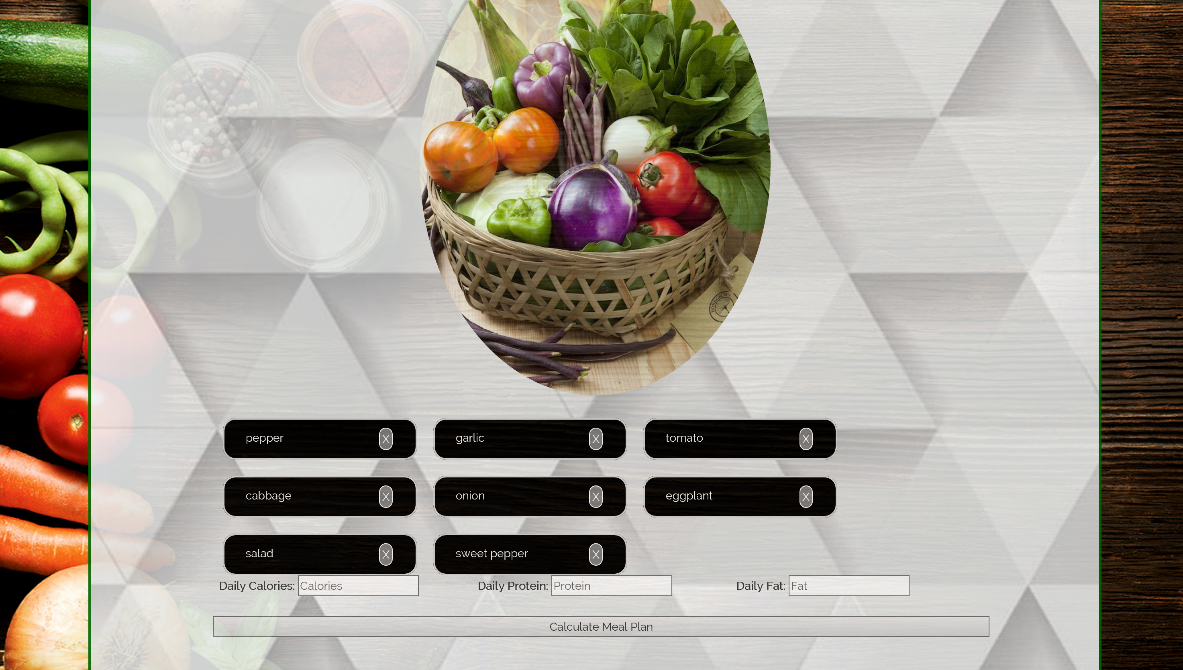 pepper X garlic X tomato X
cabbage X onion X eggplant X
salad X sweet pepper X
Daily Calories: Calories Daily Protein: Protein Daily Fat: Fat
Calculate Meal Plan